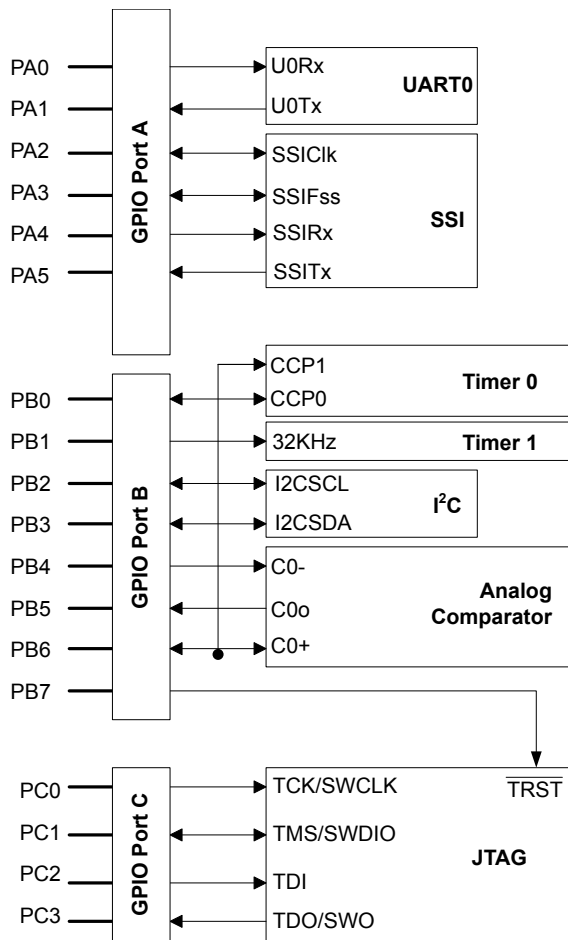 PA0
PA1
PA2
PA3
PA4
PA5
GPIO Port A
U0Rx
U0Tx
UART0
SSIClk
SSIFss
SSIRx
SSITx
SSI
PB0
PB1
PB2
PB3
PB4
PB5
PB6
PB7
GPIO Port B
CCP1
CCP0
Timer 0
32KHz
Timer 1
I2CSCL
I2CSDA
I²C
C0-
C0o
C0+
Analog
Comparator
PC0
PC1
PC2
PC3
GPIO Port C
TCK/SWCLK
TMS/SWDIO
TDI
TDO/SWO
TRST
JTAG